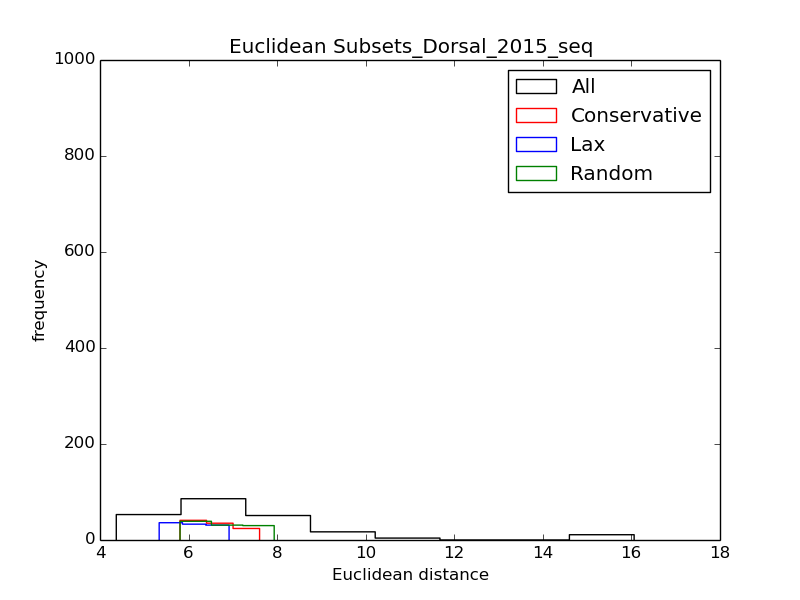 Euclidean Subsets_Dorsal_2015_seq
1000
800
600
400
200
0
frequency
All
Conservative
Lax
Random
4 6 8 10 12 14 16 18
Euclidean distance